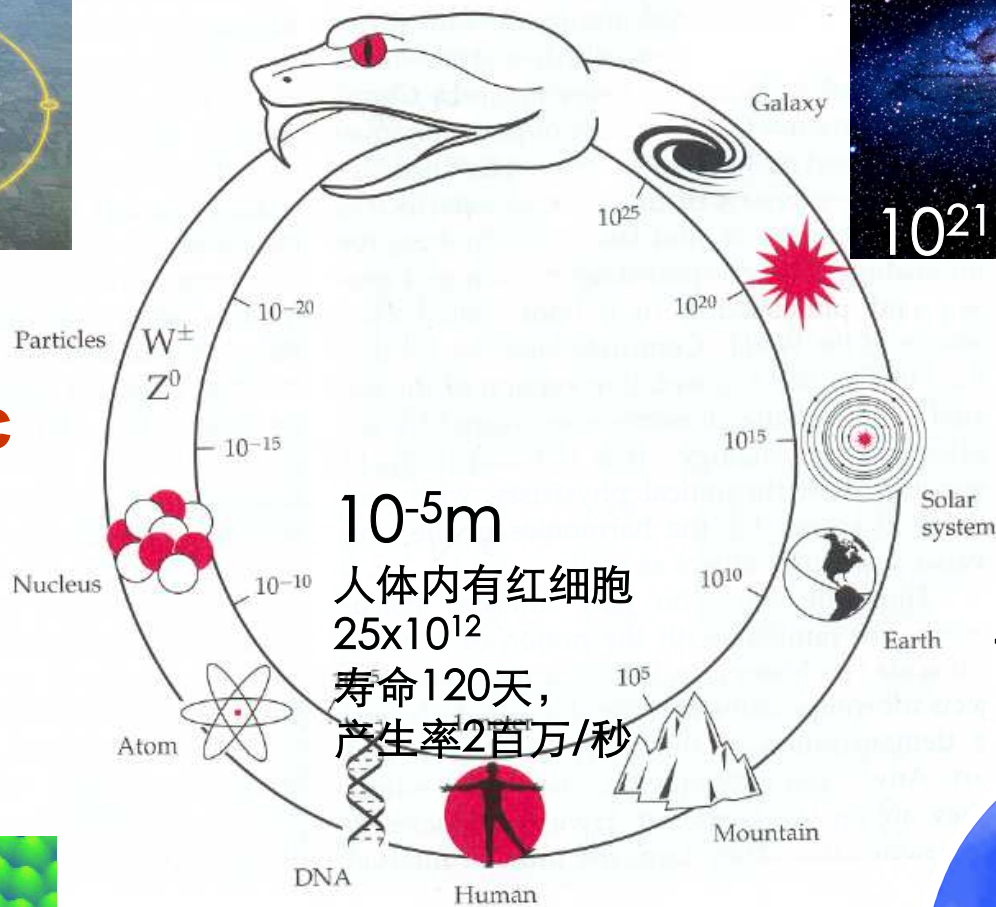 Galaxy
10²¹
10²⁵
10⁻²⁰
10²⁰
Particles
W±
Z⁰
c
10⁻¹⁵
10¹⁵
Solar
system
10⁻⁵m
人体内有红细胞
25x10¹²
寿命120天，
产生率2百万/秒
Nucleus
10⁻¹⁰
10¹⁰
Earth
10⁵
1 meter
Atom
Mountain
DNA
Human